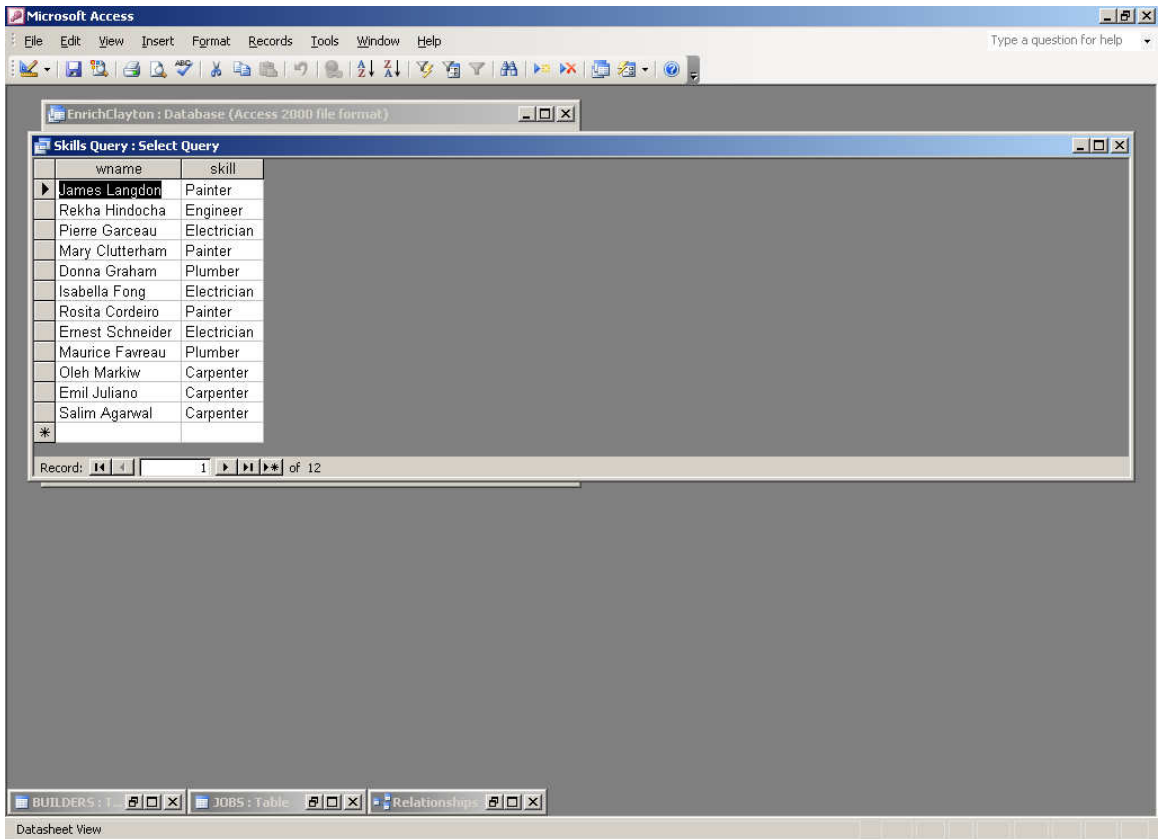 Microsoft Access
File Edit View Insert Format Records Tools Window Help Type a question for help
EnrichClayton : Database (Access 2000 file format)
Skills Query : Select Query
wname skill
James Langdon Painter
Rekha Hindocha Engineer
Pierre Garceau Electrician
Mary Clutterham Painter
Donna Graham Plumber
Isabella Fong Electrician
Rosita Cordeiro Painter
Ernest Schneider Electrician
Maurice Favreau Plumber
Oleh Markiw Carpenter
Emil Juliano Carpenter
Salim Agarwal Carpenter
Record: 1 of 12
BUILDERS : T... JOBS : Table Relationships
Datasheet View